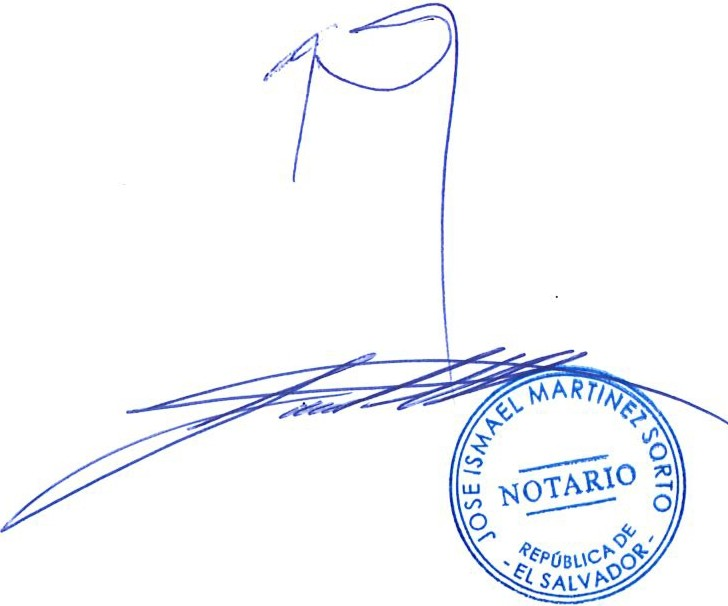 JOSE ISMAEL MARTINEZ SORTO
NOTARIO
REPÚBLICA DE
- EL SALVADOR -